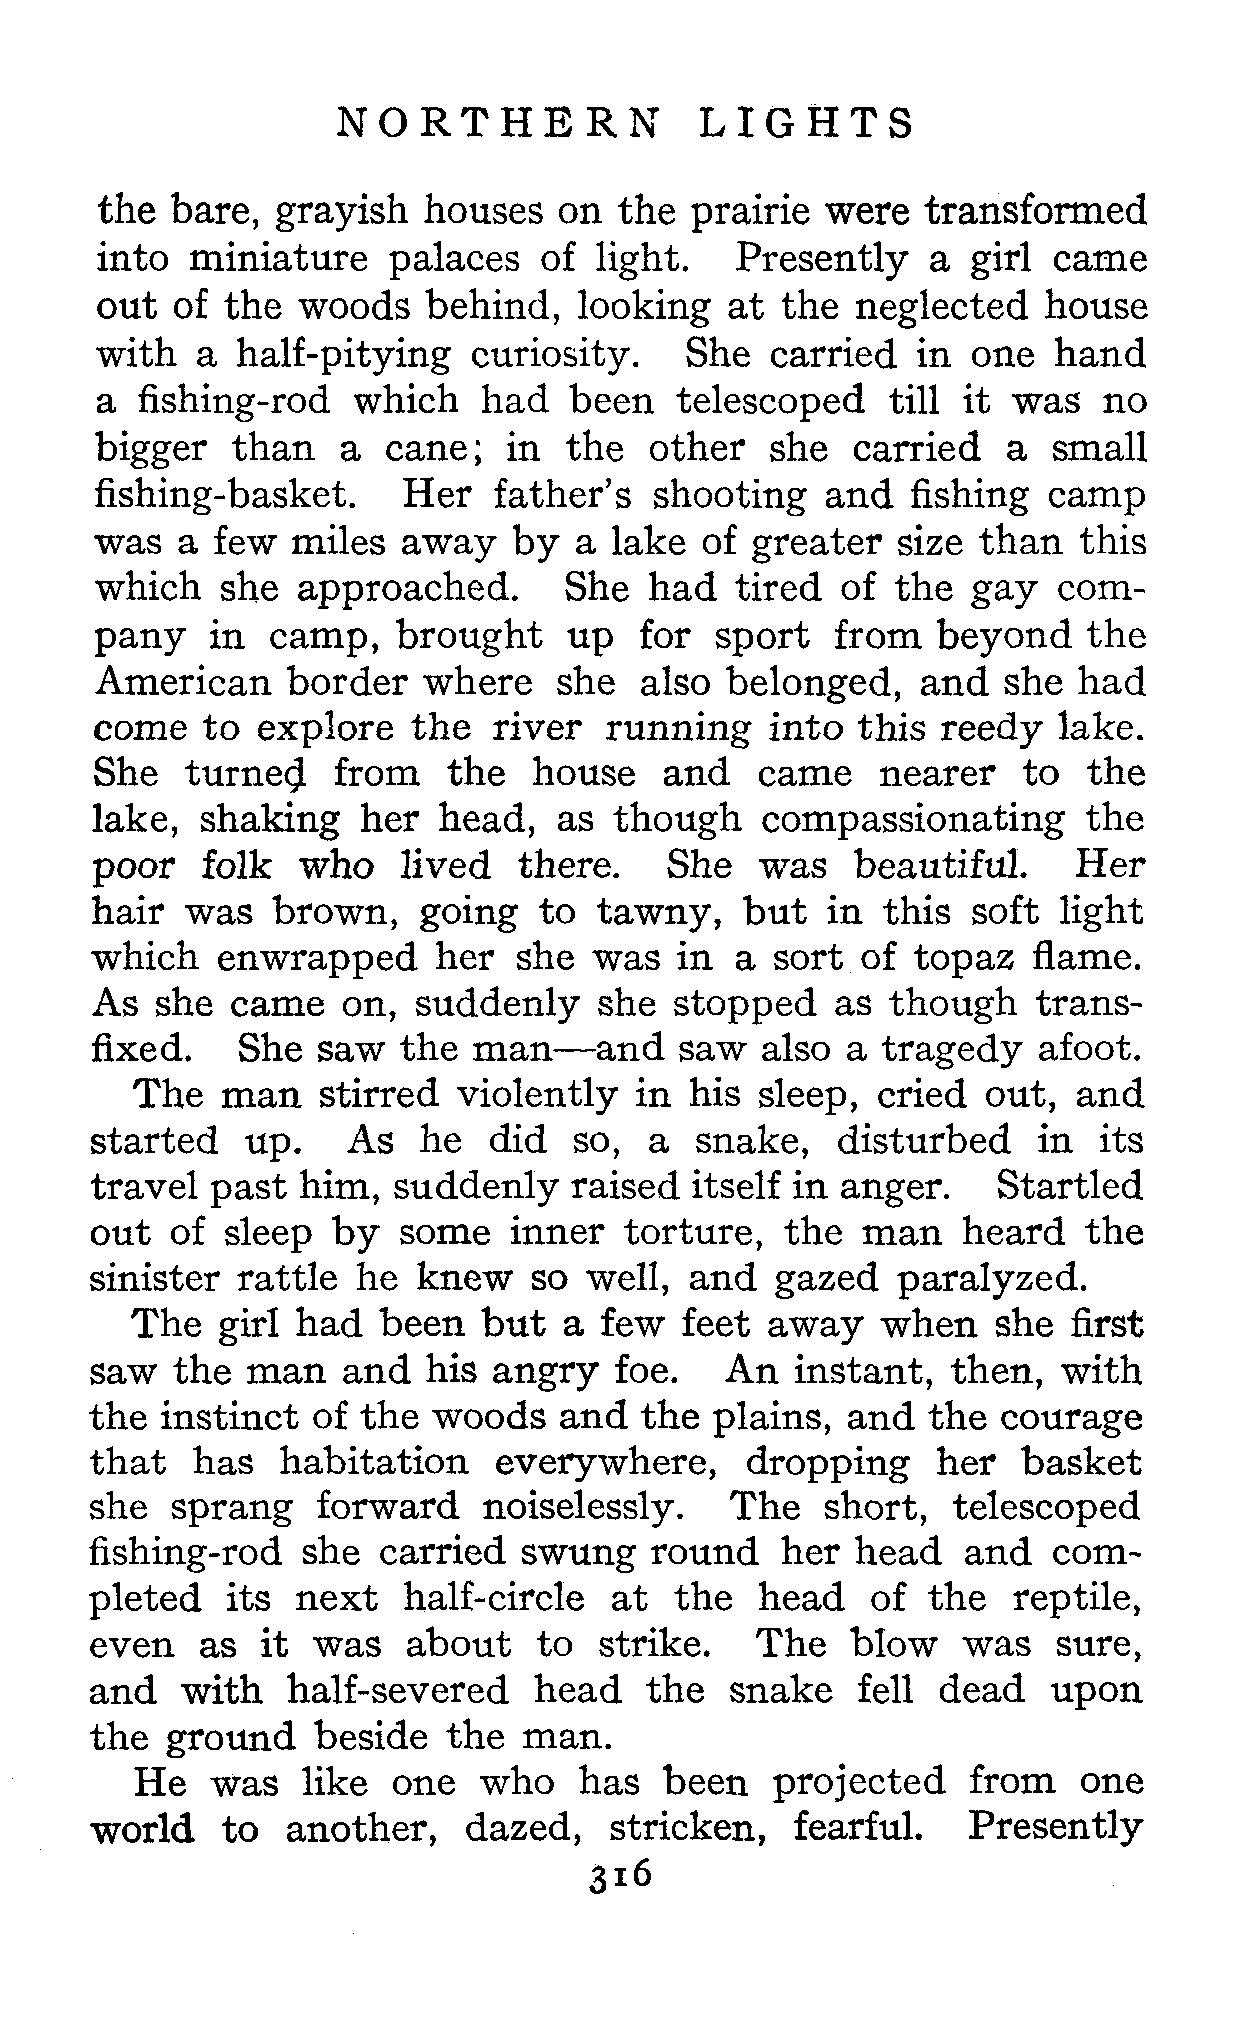 NORTHERN LIGHTS
the bare, grayish houses on the prairie were transformed
into miniature palaces of light. Presently a girl came
out of the woods behind, looking at the neglected house
with a half-pitying curiosity. She carried in one hand
a fishing-rod which had been telescoped till it was no
bigger than a cane; in the other she carried a small
fishing-basket. Her father's shooting and fishing camp
was a few miles away by a lake of greater size than this
which she approached. She had tired of the gay com-
pany in camp, brought up for sport from beyond the
American border where she also belonged, and she had
come to explore the river running into this reedy lake.
She turned from the house and came nearer to the
lake, shaking her head, as though compassionating the
poor folk who lived there. She was beautiful. Her
hair was brown, going to tawny, but in this soft light
which enwrapped her she was in a sort of topaz flame.
As she came on, suddenly she stopped as though trans-
fixed. She saw the man—and saw also a tragedy afoot.
The man stirred violently in his sleep, cried out, and
started up. As he did so, a snake, disturbed in its
travel past him, suddenly raised itself in anger. Startled
out of sleep by some inner torture, the man heard the
sinister rattle he knew so well, and gazed paralyzed.
The girl had been but a few feet away when she first
saw the man and his angry foe. An instant, then, with
the instinct of the woods and the plains, and the courage
that has habitation everywhere, dropping her basket
she sprang forward noiselessly. The short, telescoped
fishing-rod she carried swung round her head and com-
pleted its next half-circle at the head of the reptile,
even as it was about to strike. The blow was sure,
and with half-severed head the snake fell dead upon
the ground beside the man.
He was like one who has been projected from one
world to another, dazed, stricken, fearful. Presently
316